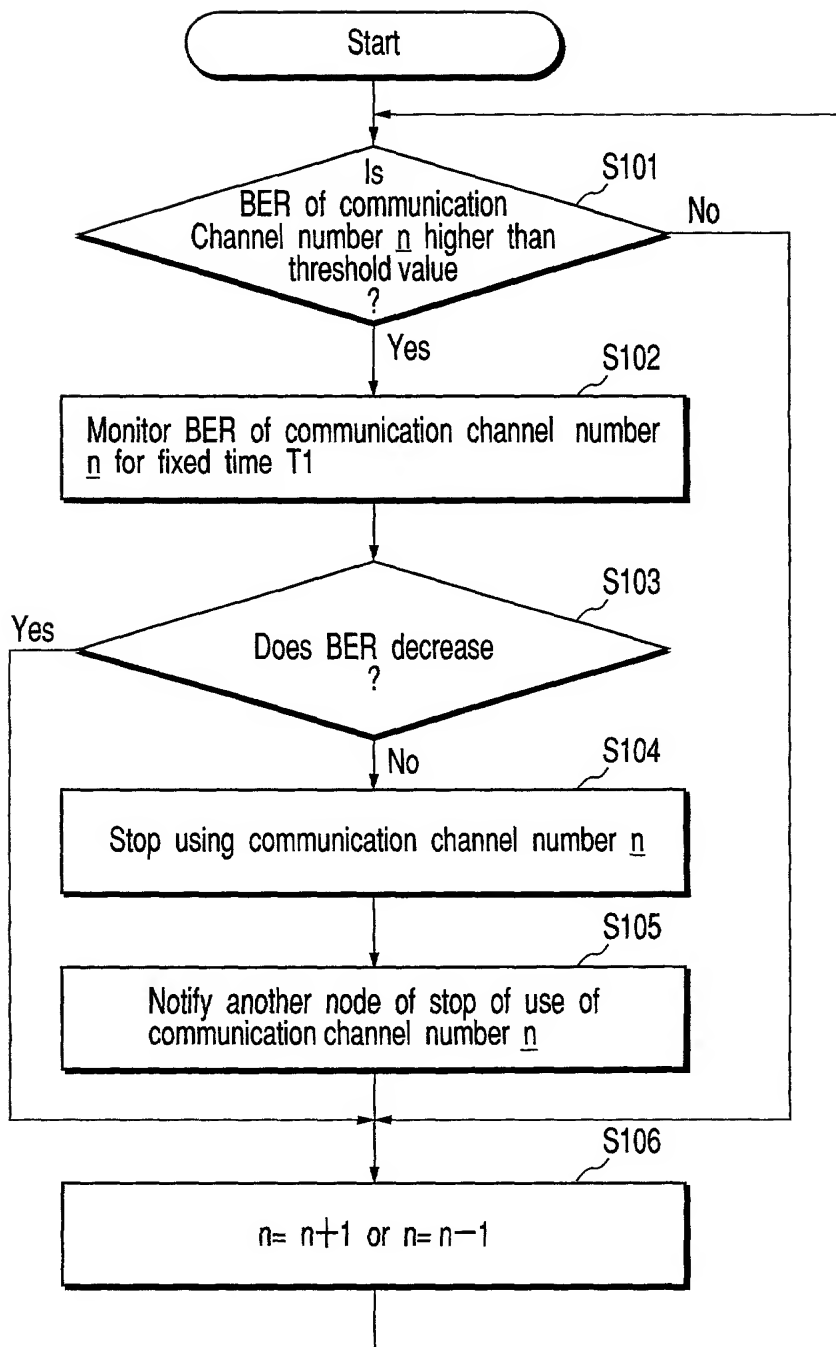 Start
Is
BER of communication
Channel number n higher than
threshold value
?
S101
No
Yes
S102
Monitor BER of communication channel number
n for fixed time T1
S103
Yes
Does BER decrease
?
No
S104
Stop using communication channel number n
S105
Notify another node of stop of use of
communication channel number n
S106
n= n+1 or n= n−1